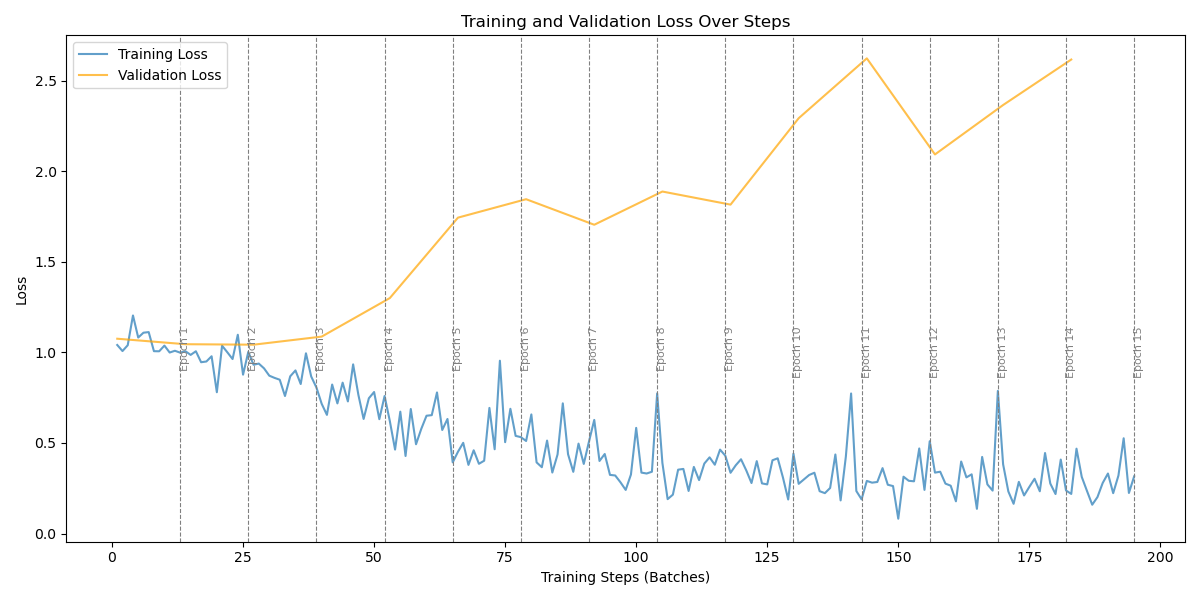 Training and Validation Loss Over Steps
Training Loss
Validation Loss
Loss
2.5
2.0
1.5
1.0
0.5
0.0
Epoch 1
Epoch 2
Epoch 3
Epoch 4
Epoch 5
Epoch 6
Epoch 7
Epoch 8
Epoch 9
Epoch 10
Epoch 11
Epoch 12
Epoch 13
Epoch 14
Epoch 15
0 25 50 75 100 125 150 175 200
Training Steps (Batches)